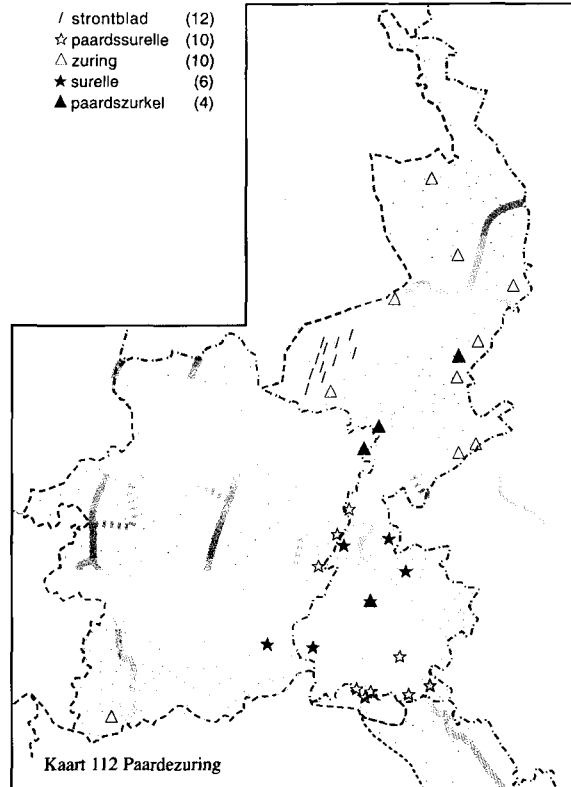 / strontblad (12)
☆ paardssurelle (10)
△ zuring (10)
★ surelle (6)
▲ paardszurkel (4)
Kaart 112 Paardezuring